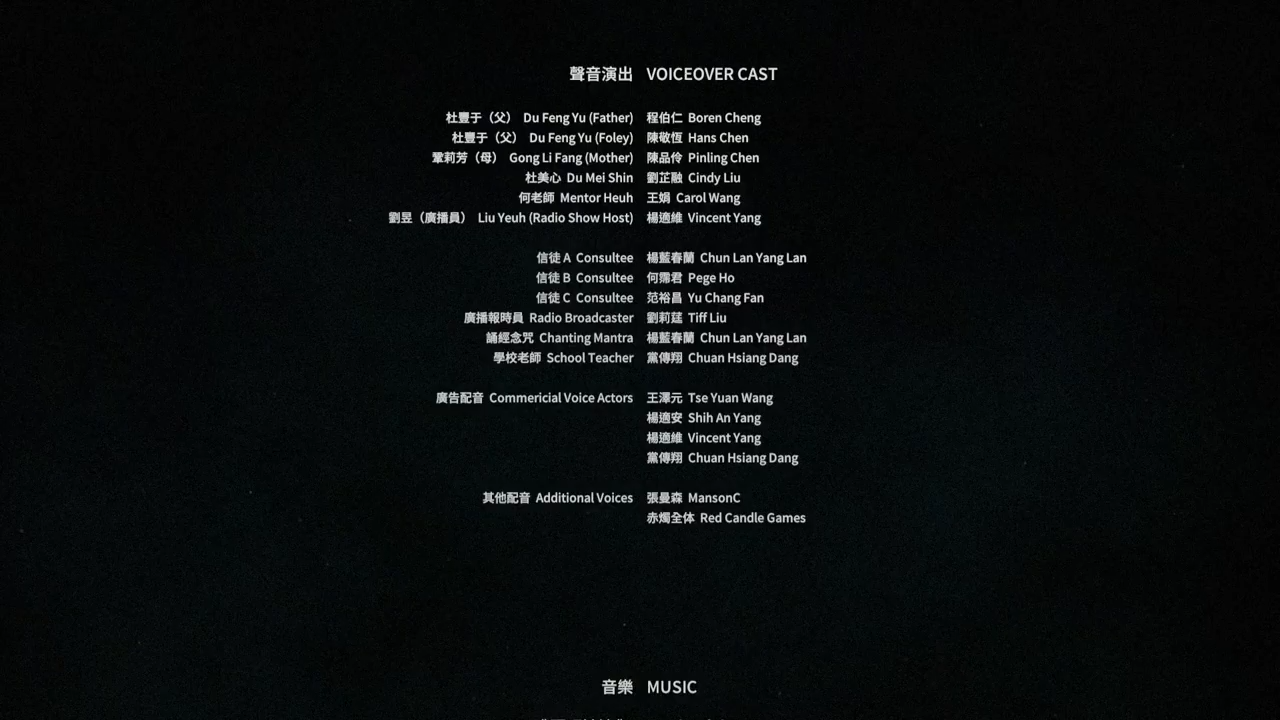 聲音演出 VOICEOVER CAST
杜豐于（父） Du Feng Yu (Father) 程伯仁 Boren Cheng
杜豐于（父） Du Feng Yu (Foley) 陳敬恆 Hans Chen
鞏莉芳（母） Gong Li Fang (Mother) 陳品伶 Pinling Chen
杜美心 Du Mei Shin 劉芷融 Cindy Liu
何老師 Mentor Heuh 王娟 Carol Wang
劉昱（廣播員） Liu Yeuh (Radio Show Host) 楊適維 Vincent Yang
信徒 A Consultee 楊藍春蘭 Chun Lan Yang Lan
信徒 B Consultee 何霈君 Pege Ho
信徒 C Consultee 范裕昌 Yu Chang Fan
廣播報時員 Radio Broadcaster 劉莉莛 Tiff Liu
誦經念咒 Chanting Mantra 楊藍春蘭 Chun Lan Yang Lan
學校老師 School Teacher 黨傳翔 Chuan Hsiang Dang
廣告配音 Commericial Voice Actors 王澤元 Tse Yuan Wang
楊適安 Shih An Yang
楊適維 Vincent Yang
黨傳翔 Chuan Hsiang Dang
其他配音 Additional Voices 張曼森 MansonC
赤燭全体 Red Candle Games
音樂 MUSIC